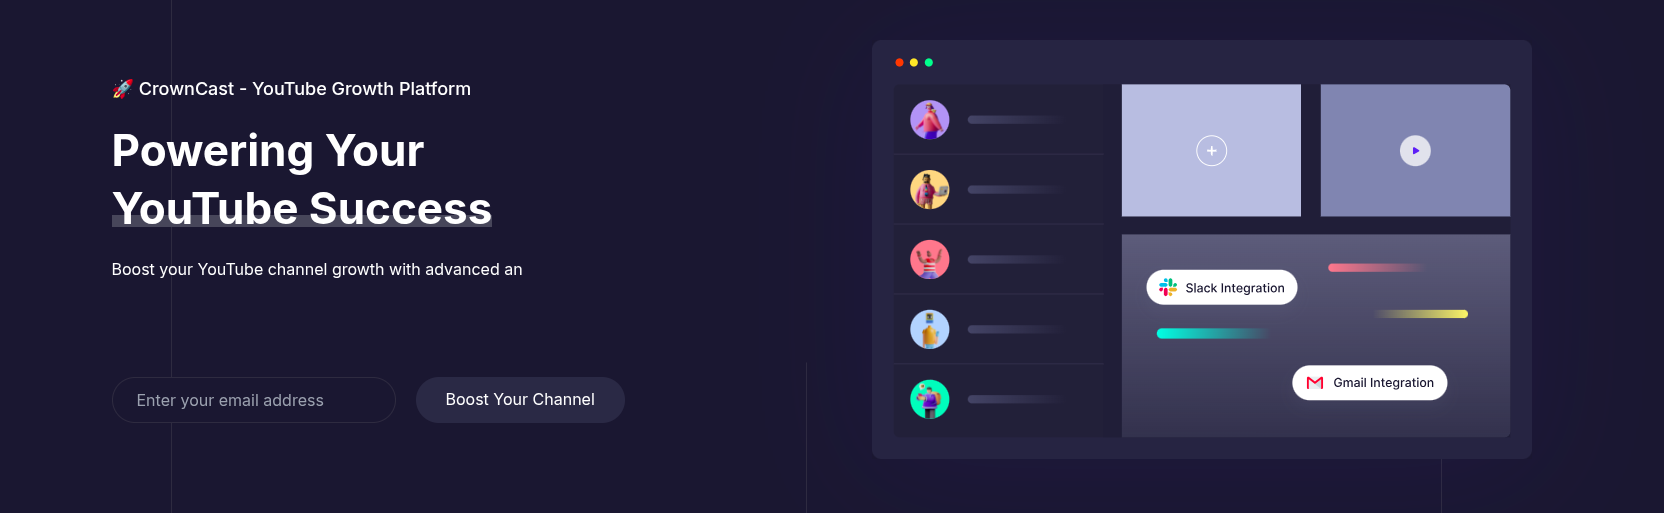 🚀 CrownCast - YouTube Growth Platform
Powering Your
YouTube Success
Boost your YouTube channel growth with advanced an
Enter your email address
Boost Your Channel
Slack Integration
Gmail Integration